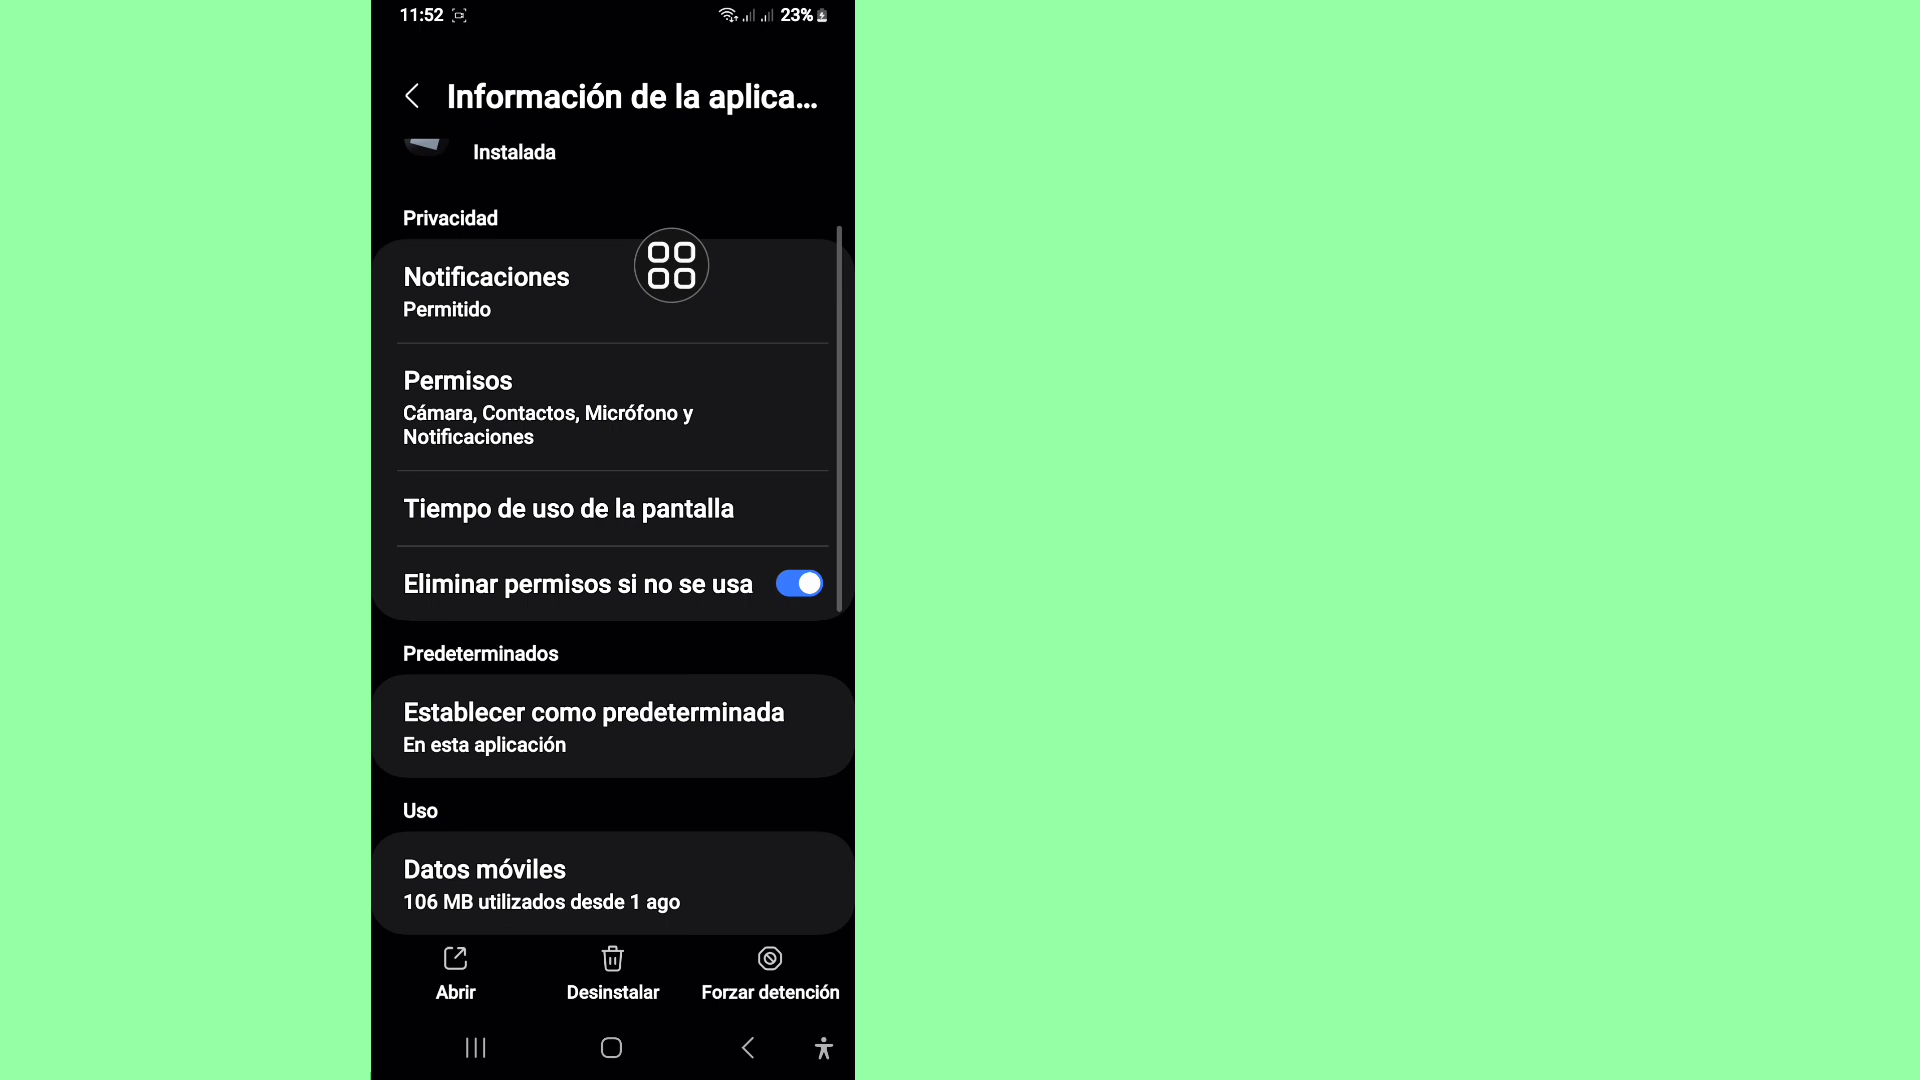 11:52
23%
Información de la aplica...
Instalada
Privacidad
Notificaciones
Permitido
Permisos
Cámara, Contactos, Micrófono y
Notificaciones
Tiempo de uso de la pantalla
Eliminar permisos si no se usa
Predeterminados
Establecer como predeterminada
En esta aplicación
Uso
Datos móviles
106 MB utilizados desde 1 ago
Abrir
Desinstalar
Forzar detención